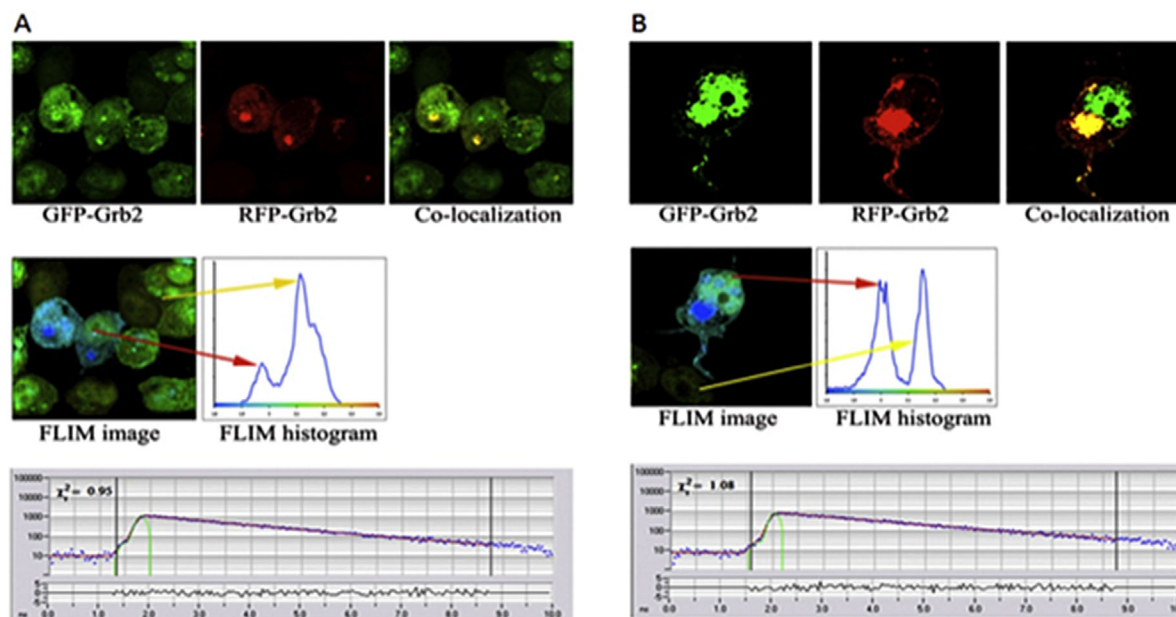 A
B
GFP-Grb2
RFP-Grb2
Co-localization
GFP-Grb2
RFP-Grb2
Co-localization
FLIM image
FLIM histogram
FLIM image
FLIM histogram
100000
10000
1000
100
10
χ²ᵥ= 0.95
0.0 1.0 2.0 3.0 4.0 5.0 6.0 7.0 8.0 9.0 10.0
100000
10000
1000
100
10
χ²ᵥ= 1.08
0.0 1.0 2.0 3.0 4.0 5.0 6.0 7.0 8.0 9.0